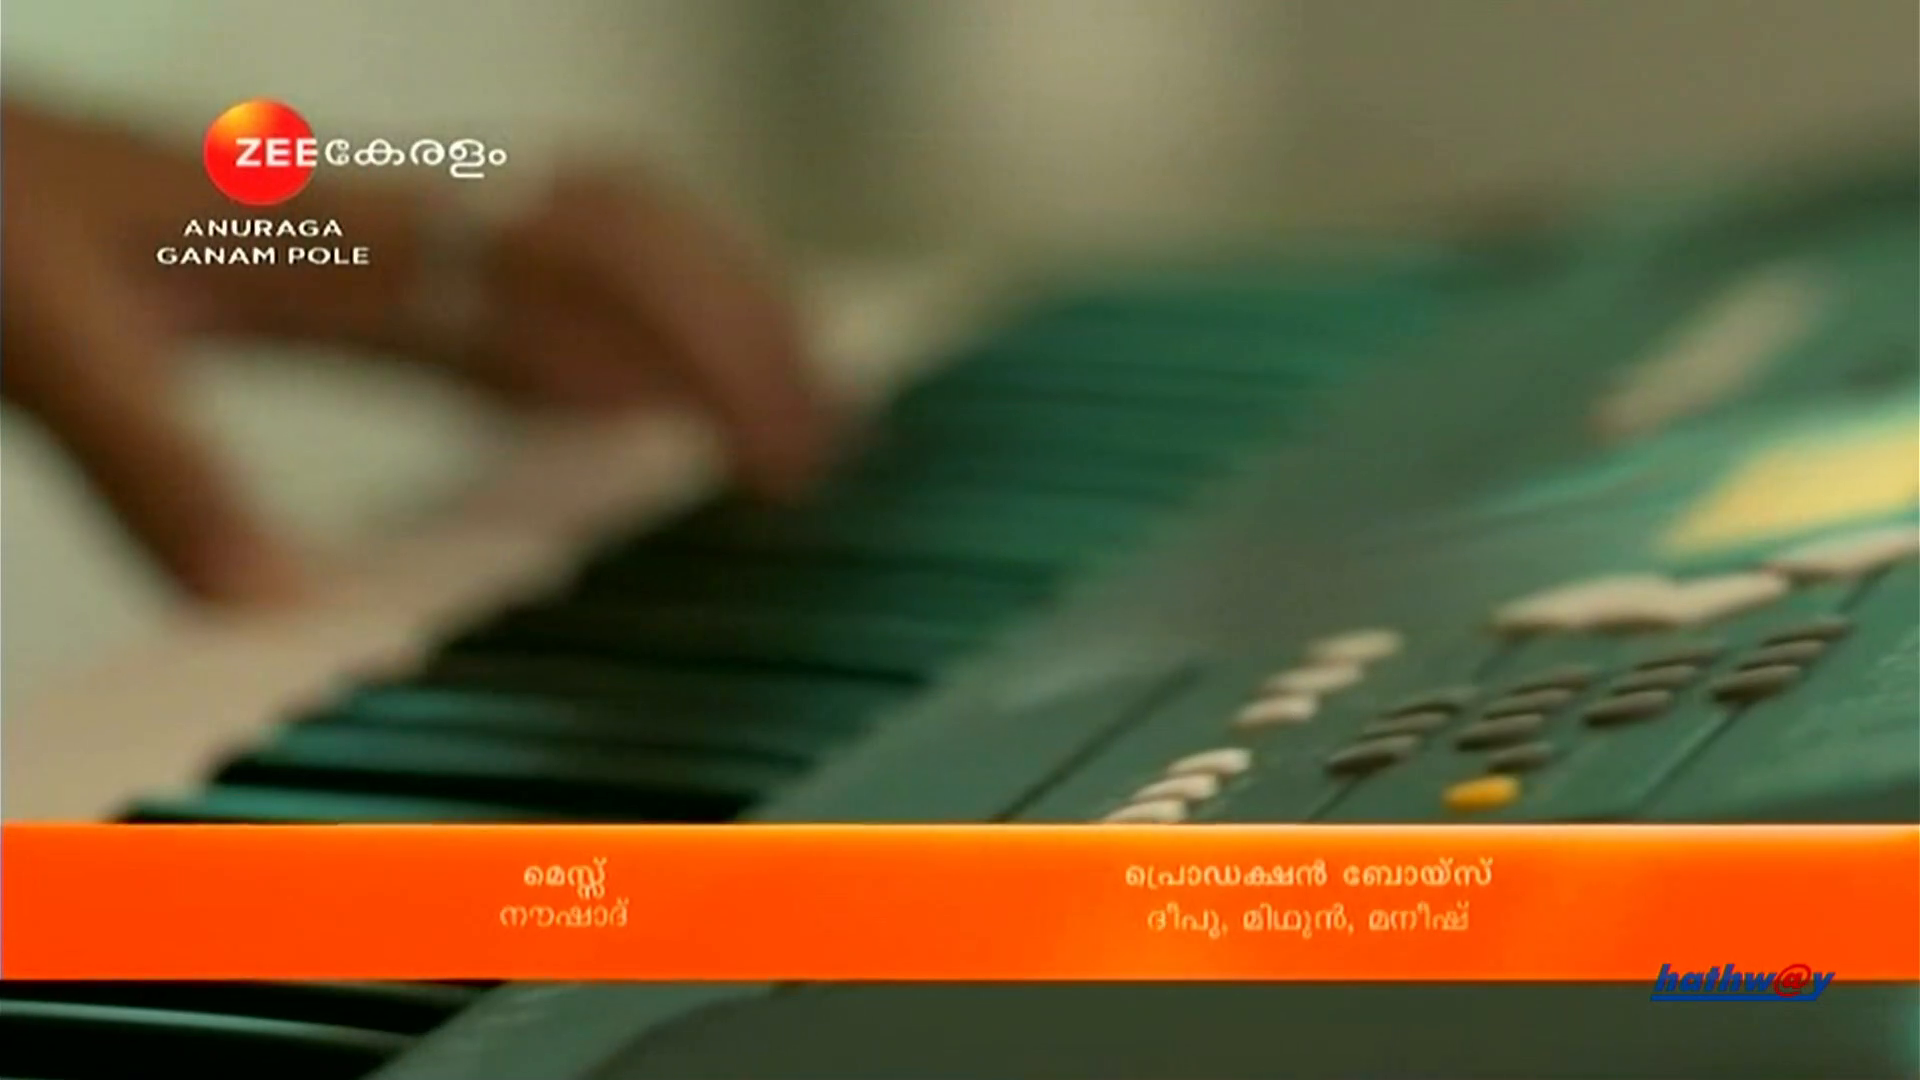 ZEE കേരളം
ANURAGA
GANAM POLE
മെസ്സ്
നൗഷാദ്
പ്രൊഡക്ഷൻ ബോയ്സ്
ദീപു, മിഥുൻ, മനീഷ്
hathw@y